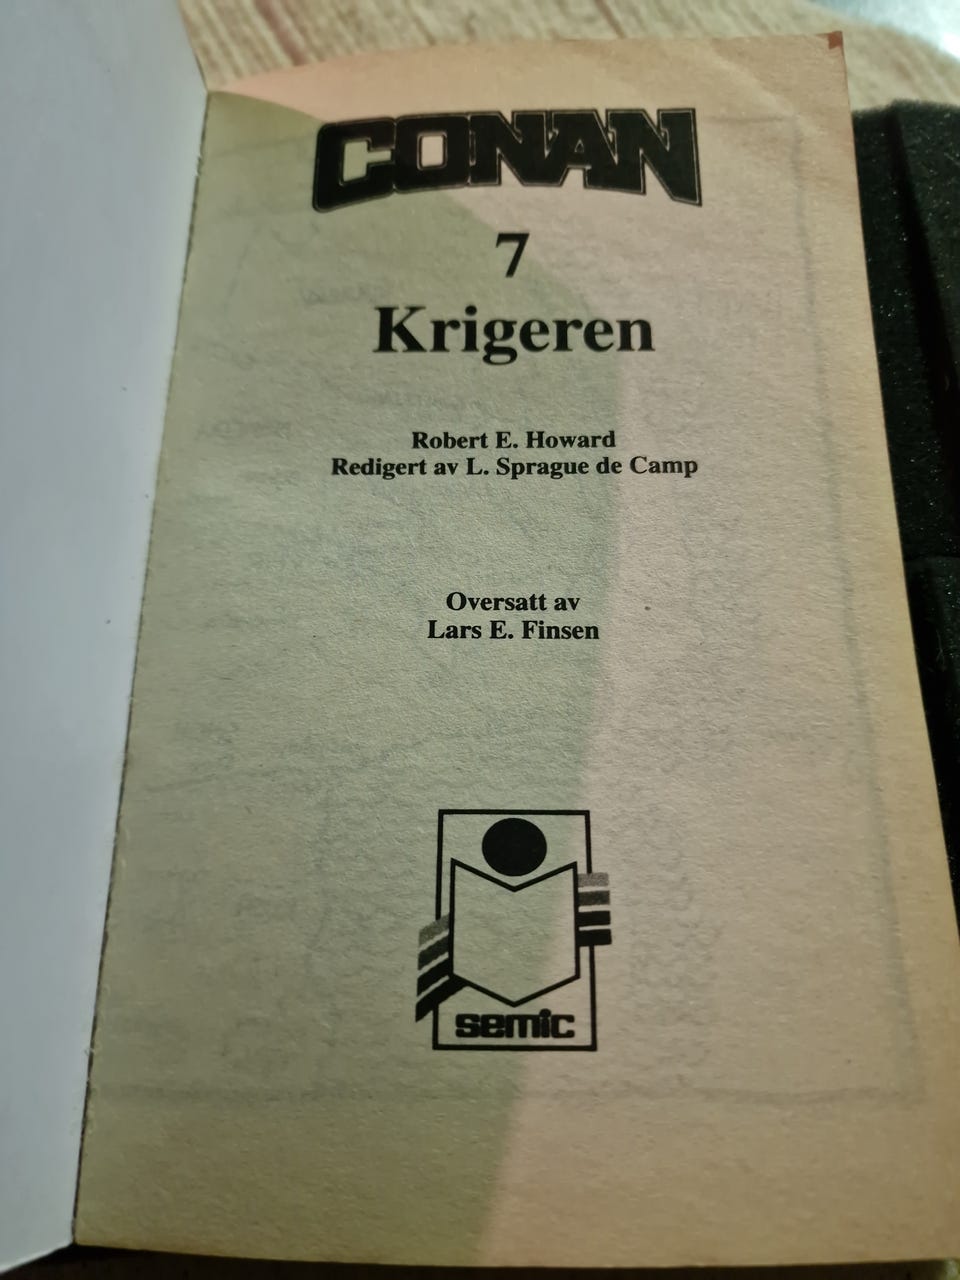 CONAN
7
Krigeren
Robert E. Howard
Redigert av L. Sprague de Camp
Oversatt av
Lars E. Finsen
semic